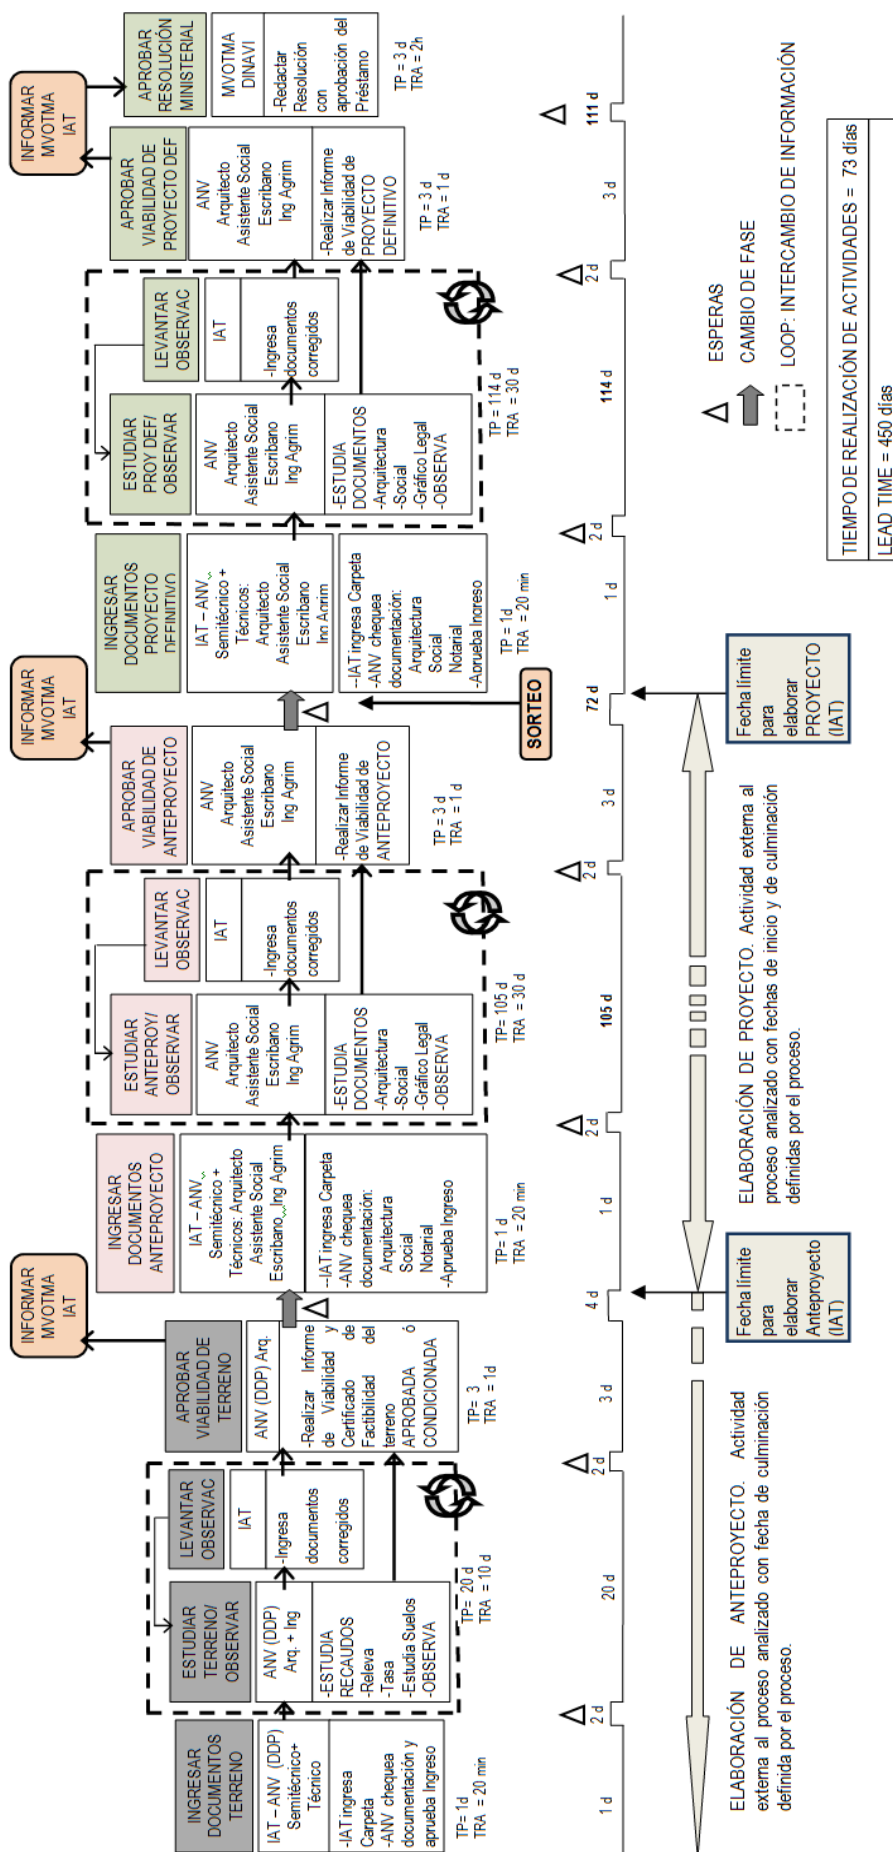 INFORMAR
MVOTMA
IAT
INFORMAR
MVOTMA
IAT
INFORMAR
MVOTMA
IAT
INGRESAR
DOCUMENTOS
TERRENO
IAT – ANV (DDP)
Semitécnico+
Técnico
-IAT ingresa
Carpeta
-ANV chequea
documentación y
aprueba Ingreso
TP= 1d
TRA = 20 min
ESTUDIAR
TERRENO/
OBSERVAR
ANV (DDP)
Arq. + Ing
-ESTUDIA
RECAUDOS
-Releva
-Tasa
-Estudia Suelos
-OBSERVA
LEVANTAR
OBSERVAC
IAT
-Ingresa
documentos
corregidos
TP= 20 d
TRA = 10 d
APROBAR
VIABILIDAD DE
TERRENO
ANV (DDP) Arq.
-Realizar Informe
de Viabilidad y
Certificado de
Factibilidad del
terreno ó
APROBADA
CONDICIONADA
TP= 3
TRA = 1d
INGRESAR
DOCUMENTOS
ANTEPROYECTO
IAT – ANV
Semitécnico +
Técnicos: Arquitecto
Asistente Social
Escribano, Ing Agrim
--IAT ingresa Carpeta
-ANV chequea
documentación:
Arquitectura
Social
Notarial
-Aprueba Ingreso
TP= 1 d
TRA = 20 min
ESTUDIAR
ANTEPROY/
OBSERVAR
ANV
Arquitecto
Asistente Social
Escribano
Ing Agrim
-ESTUDIA
DOCUMENTOS
-Arquitectura
-Social
-Gráfico Legal
-OBSERVA
LEVANTAR
OBSERVAC
IAT
-Ingresa
documentos
corregidos
TP= 105 d
TRA = 30 d
APROBAR
VIABILIDAD DE
ANTEPROYECTO
ANV
Arquitecto
Asistente Social
Escribano
Ing Agrim
-Realizar Informe
de Viabilidad de
ANTEPROYECTO
TP = 3 d
TRA = 1 d
SORTEO
INGRESAR
DOCUMENTOS
PROYECTO
DEFINITIVO
IAT – ANV
Semitécnico +
Técnicos:
Arquitecto
Asistente Social
Escribano
Ing Agrim
--IAT ingresa Carpeta
-ANV chequea
documentación:
Arquitectura
Social
Notarial
-Aprueba Ingreso
TP = 1d
TRA = 20 min
ESTUDIAR
PROY DEF/
OBSERVAR
ANV
Arquitecto
Asistente Social
Escribano
Ing Agrim
-ESTUDIA
DOCUMENTOS
-Arquitectura
-Social
-Gráfico Legal
-OBSERVA
LEVANTAR
OBSERVAC
IAT
-Ingresa
documentos
corregidos
TP = 114 d
TRA = 30 d
APROBAR
VIABILIDAD DE
PROYECTO DEF
ANV
Arquitecto
Asistente Social
Escribano
Ing Agrim
-Realizar Informe
de Viabilidad de
PROYECTO
DEFINITIVO
TP = 3 d
TRA = 1 d
APROBAR
RESOLUCIÓN
MINISTERIAL
MVOTMA
DINAVI
-Redactar
Resolución
con
aprobación del
Préstamo
TP = 3 d
TRA = 2h
1 d
2 d
20 d
2 d
3 d
4 d
1 d
2 d
105 d
2 d
3 d
72 d
1 d
2 d
114 d
2 d
3 d
111 d
Fecha límite
para
elaborar
Anteproyecto
(IAT)
Fecha límite
para
elaborar
PROYECTO
(IAT)
ELABORACIÓN DE ANTEPROYECTO. Actividad
externa al proceso analizado con fecha de culminación
definida por el proceso.
ELABORACIÓN DE PROYECTO. Actividad externa al
proceso analizado con fechas de inicio y de culminación
definidas por el proceso.
ESPERAS
CAMBIO DE FASE
LOOP: INTERCAMBIO DE INFORMACIÓN
TIEMPO DE REALIZACIÓN DE ACTIVIDADES = 73 días
LEAD TIME = 450 días